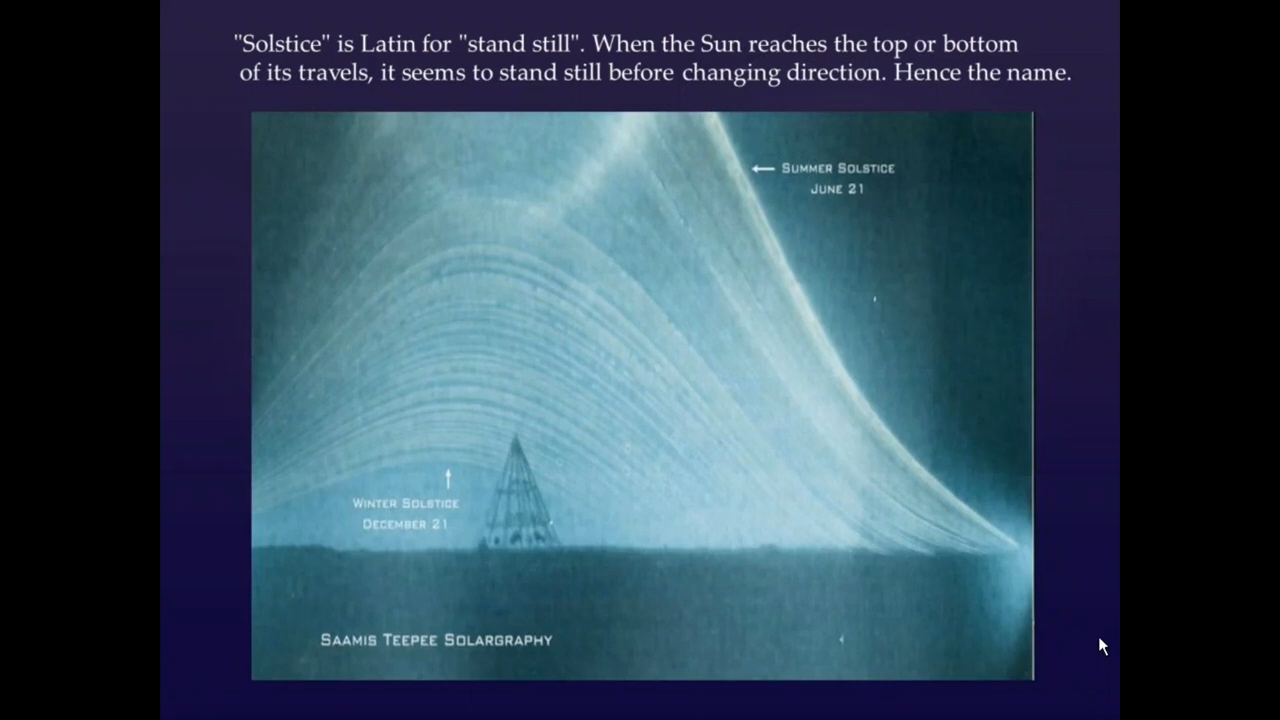 "Solstice" is Latin for "stand still". When the Sun reaches the top or bottom
of its travels, it seems to stand still before changing direction. Hence the name.
← SUMMER SOLSTICE
JUNE 21
↑
WINTER SOLSTICE
DECEMBER 21
SAAMIS TEEPEE SOLARGRAPHY